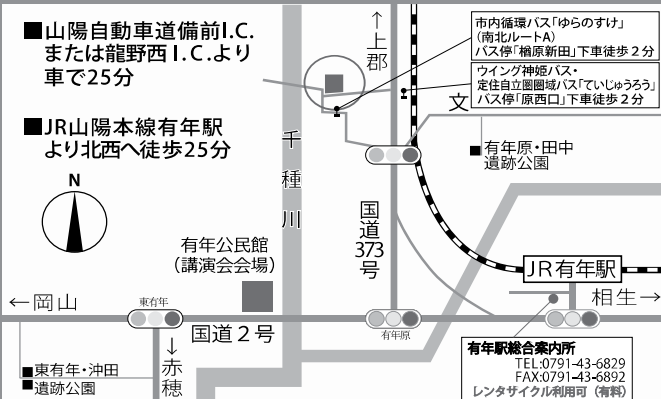 ■山陽自動車道備前I.C.
または龍野西I.C.より
車で25分
■JR山陽本線有年駅
より北西へ徒歩25分
N
↑上郡
市内循環バス「ゆらのすけ」
(南北ルートA)
バス停「楢原新田」下車徒歩2分
ウイング神姫バス・
定住自立圏圏域バス「ていじゅうろう」
バス停「原西口」下車徒歩2分
文
■有年原・田中
遺跡公園
千種川
国道373号
有年公民館
(講演会会場)
JR有年駅
←岡山
東有年
国道2号
有年原
相生→
↓赤穂
■東有年・沖田
■遺跡公園
有年駅総合案内所
TEL:0791-43-6829
FAX:0791-43-6892
レンタサイクル利用可(有料)